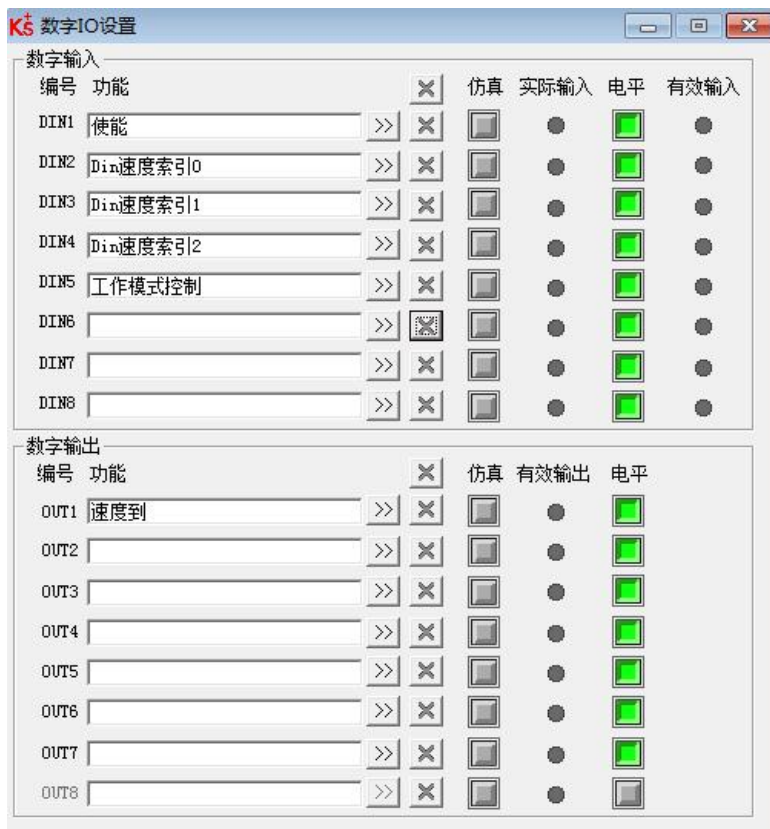 Ks 数字IO设置
数字输入
编号 功能 仿真 实际输入 电平 有效输入
DIN1 使能 >>
DIN2 Din速度索引0 >>
DIN3 Din速度索引1 >>
DIN4 Din速度索引2 >>
DIN5 工作模式控制 >>
DIN6 >>
DIN7 >>
DIN8 >>
数字输出
编号 功能 仿真 有效输出 电平
OUT1 速度到 >>
OUT2 >>
OUT3 >>
OUT4 >>
OUT5 >>
OUT6 >>
OUT7 >>
OUT8 >>